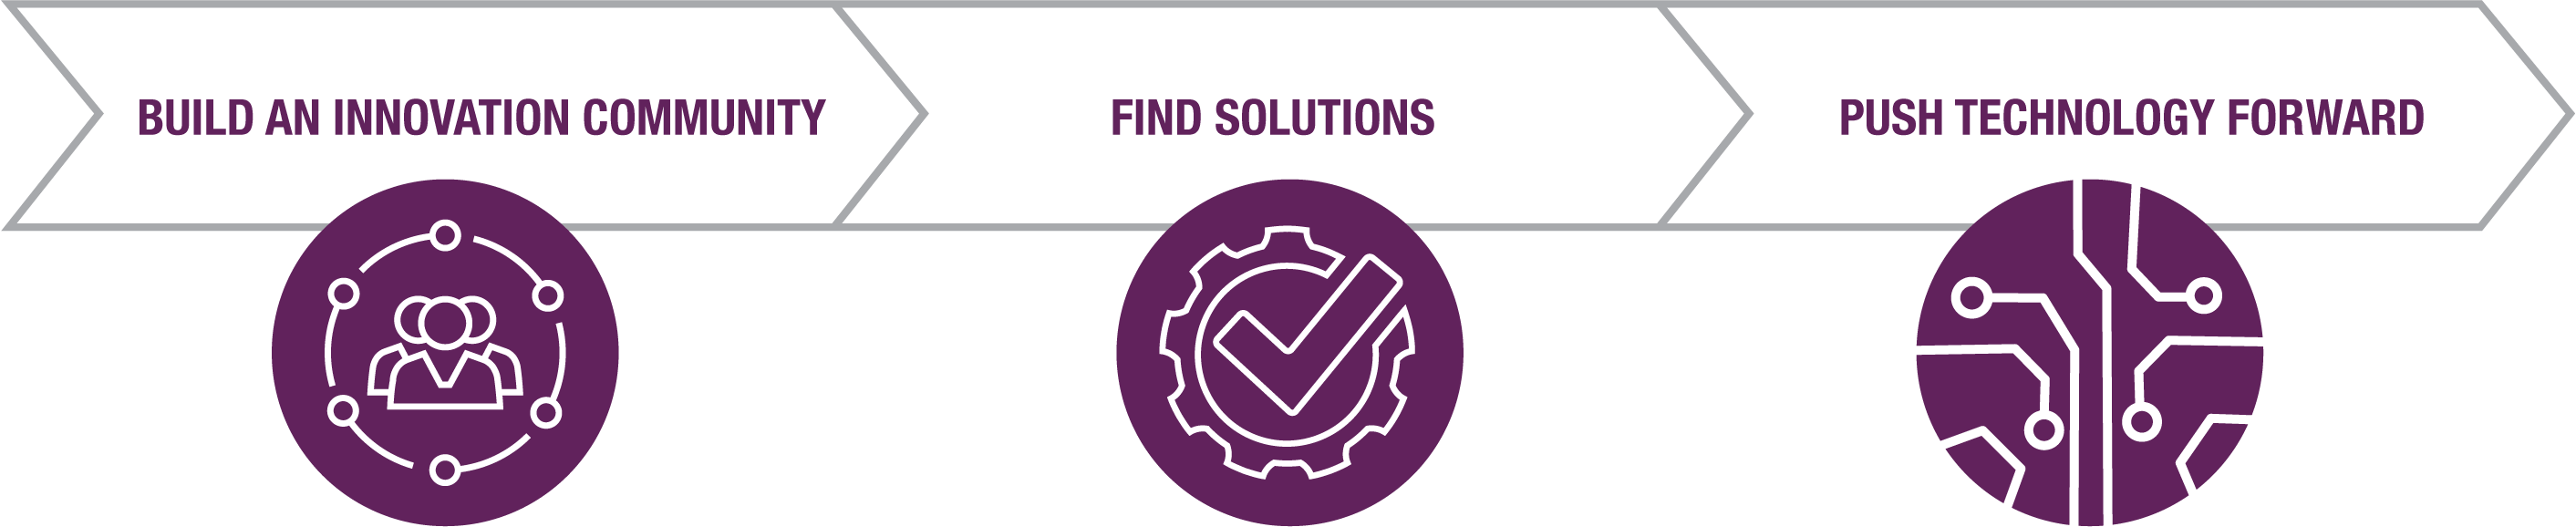 BUILD AN INNOVATION COMMUNITY
FIND SOLUTIONS
PUSH TECHNOLOGY FORWARD